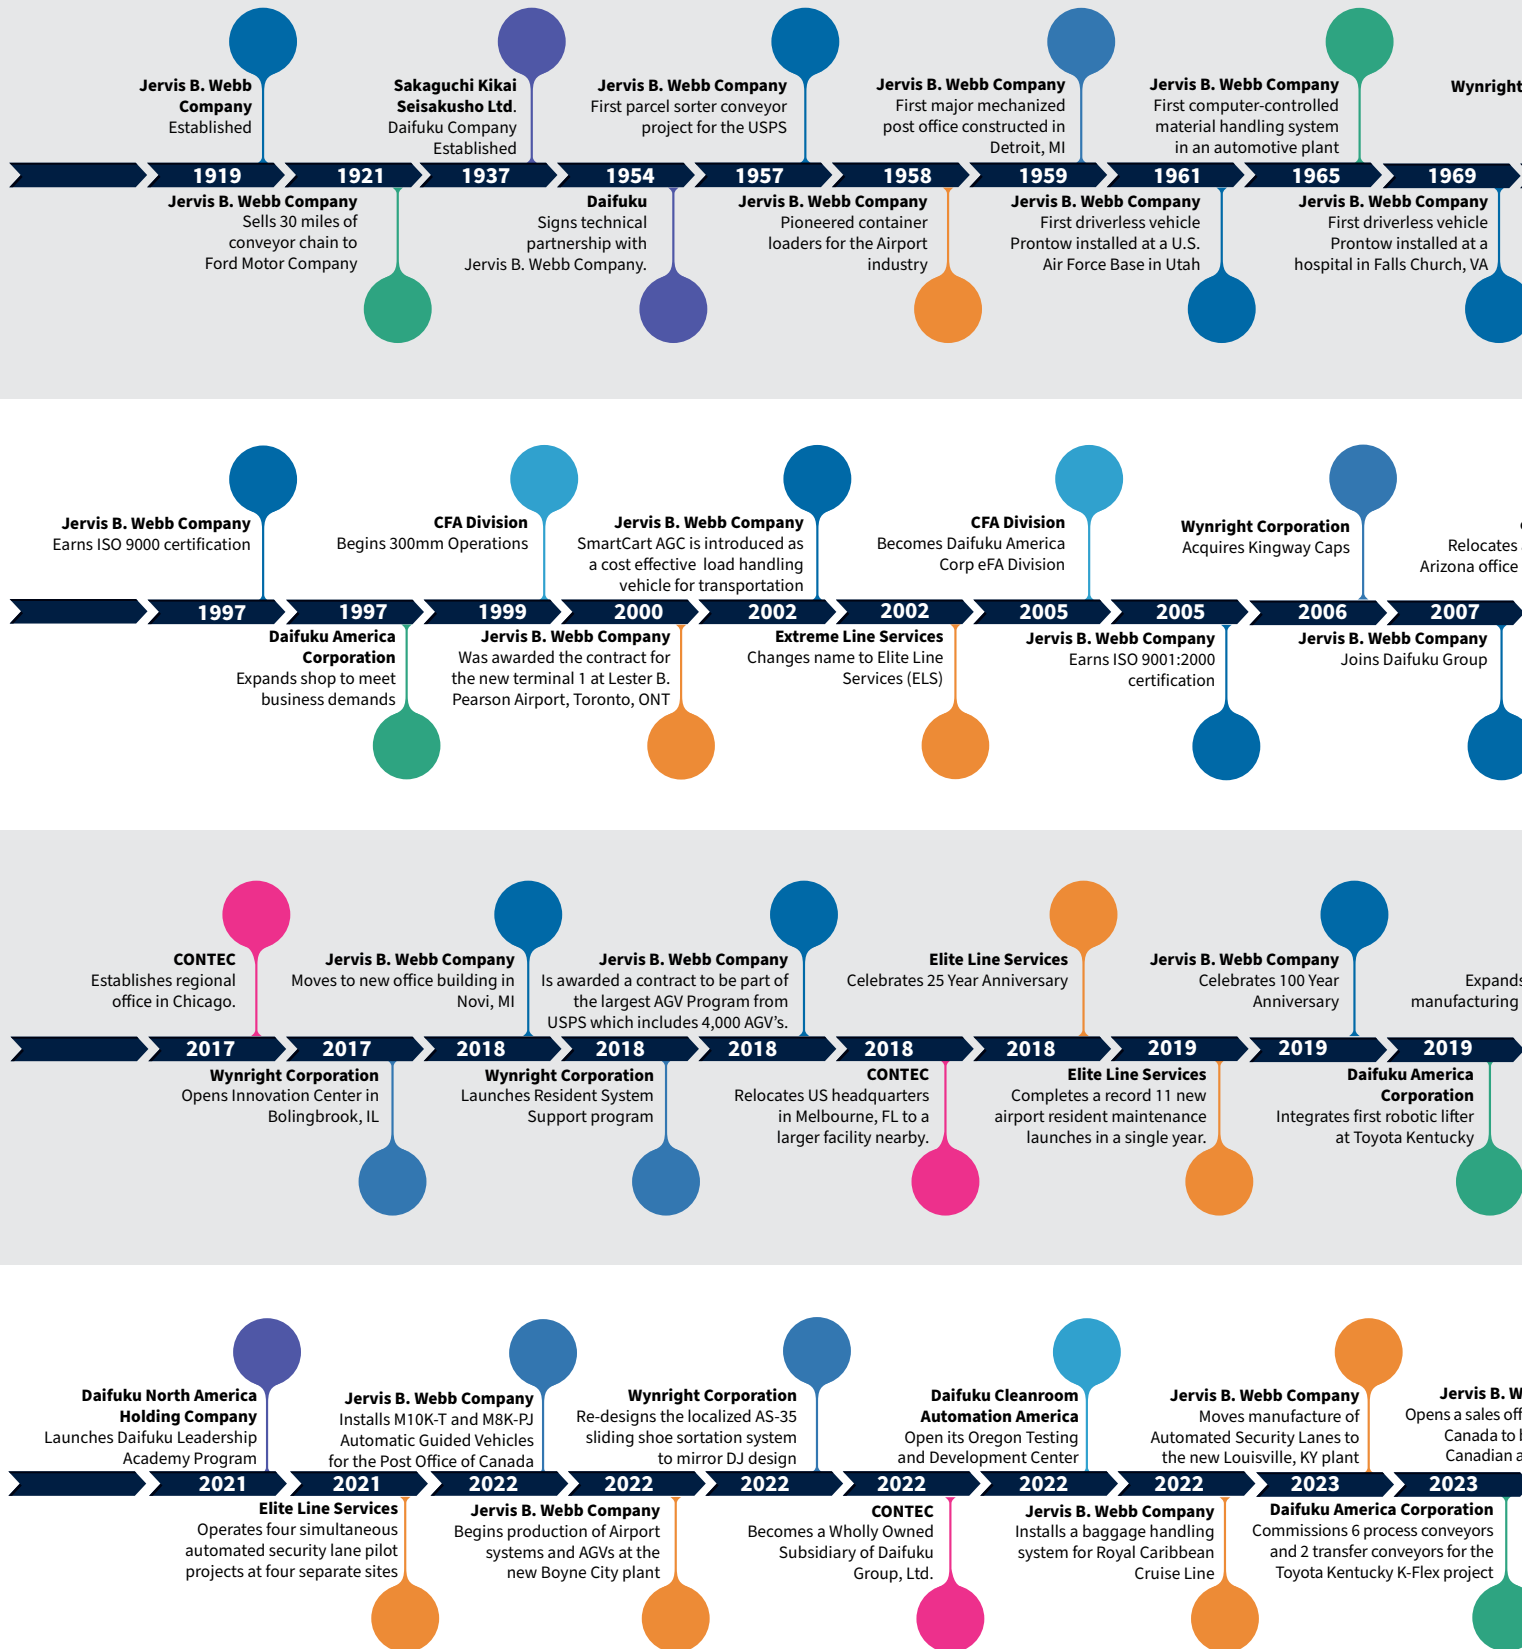 Jervis B. Webb
Company
Established
Sakaguchi Kikai
Seisakusho Ltd.
Daifuku Company
Established
Jervis B. Webb Company
First parcel sorter conveyor
project for the USPS
Jervis B. Webb Company
First major mechanized
post office constructed in
Detroit, MI
Jervis B. Webb Company
First computer-controlled
material handling system
in an automotive plant
Wynright
1919 1921 1937 1954 1957 1958 1959 1961 1965 1969
Jervis B. Webb Company
Sells 30 miles of
conveyor chain to
Ford Motor Company
Daifuku
Signs technical
partnership with
Jervis B. Webb Company.
Jervis B. Webb Company
Pioneered container
loaders for the Airport
industry
Jervis B. Webb Company
First driverless vehicle
Prontow installed at a U.S.
Air Force Base in Utah
Jervis B. Webb Company
First driverless vehicle
Prontow installed at a
hospital in Falls Church, VA
Jervis B. Webb Company
Earns ISO 9000 certification
CFA Division
Begins 300mm Operations
Jervis B. Webb Company
SmartCart AGC is introduced as
a cost effective load handling
vehicle for transportation
CFA Division
Becomes Daifuku America
Corp eFA Division
Wynright Corporation
Acquires Kingway Caps
Relocates
Arizona office
1997 1997 1999 2000 2002 2002 2005 2005 2006 2007
Daifuku America
Corporation
Expands shop to meet
business demands
Jervis B. Webb Company
Was awarded the contract for
the new terminal 1 at Lester B.
Pearson Airport, Toronto, ONT
Extreme Line Services
Changes name to Elite Line
Services (ELS)
Jervis B. Webb Company
Earns ISO 9001:2000
certification
Jervis B. Webb Company
Joins Daifuku Group
CONTEC
Establishes regional
office in Chicago.
Jervis B. Webb Company
Moves to new office building in
Novi, MI
Jervis B. Webb Company
Is awarded a contract to be part of
the largest AGV Program from
USPS which includes 4,000 AGV's.
Elite Line Services
Celebrates 25 Year Anniversary
Jervis B. Webb Company
Celebrates 100 Year
Anniversary
Expands
manufacturing
2017 2017 2018 2018 2018 2018 2018 2019 2019 2019
Wynright Corporation
Opens Innovation Center in
Bolingbrook, IL
Wynright Corporation
Launches Resident System
Support program
CONTEC
Relocates US headquarters
in Melbourne, FL to a
larger facility nearby.
Elite Line Services
Completes a record 11 new
airport resident maintenance
launches in a single year.
Daifuku America
Corporation
Integrates first robotic lifter
at Toyota Kentucky
Daifuku North America
Holding Company
Launches Daifuku Leadership
Academy Program
Jervis B. Webb Company
Installs M10K-T and M8K-PJ
Automatic Guided Vehicles
for the Post Office of Canada
Wynright Corporation
Re-designs the localized AS-35
sliding shoe sortation system
to mirror DJ design
Daifuku Cleanroom
Automation America
Open its Oregon Testing
and Development Center
Jervis B. Webb Company
Moves manufacture of
Automated Security Lanes to
the new Louisville, KY plant
Jervis B.
Opens a sales
Canada to
Canadian
2021 2021 2022 2022 2022 2022 2022 2022 2023 2023
Elite Line Services
Operates four simultaneous
automated security lane pilot
projects at four separate sites
Jervis B. Webb Company
Begins production of Airport
systems and AGVs at the
new Boyne City plant
CONTEC
Becomes a Wholly Owned
Subsidiary of Daifuku
Group, Ltd.
Jervis B. Webb Company
Installs a baggage handling
system for Royal Caribbean
Cruise Line
Daifuku America Corporation
Commissions 6 process conveyors
and 2 transfer conveyors for the
Toyota Kentucky K-Flex project